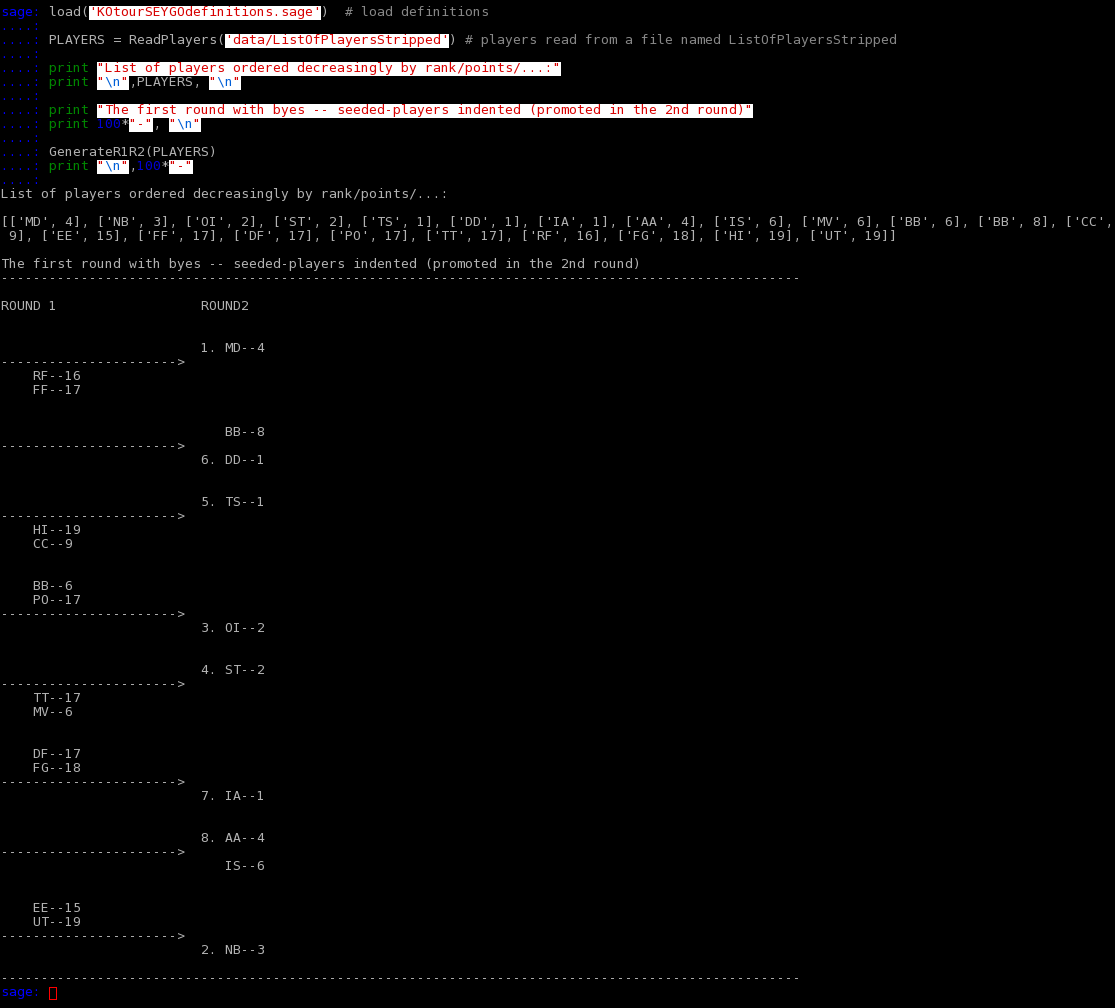 sage: load('KOtourSEYGOdefinitions.sage')  # load definitions
....:
....: PLAYERS = ReadPlayers('data/ListOfPlayersStripped') # players read from a file named ListOfPlayersStripped
....:
....: print "List of players ordered decreasingly by rank/points/...:"
....: print "\n",PLAYERS, "\n"
....:
....: print "The first round with byes -- seeded-players indented (promoted in the 2nd round)"
....: print 100*"-", "\n"
....:
....: GenerateR1R2(PLAYERS)
....: print "\n",100*"-"
....:
List of players ordered decreasingly by rank/points/...:

[['MD', 4], ['NB', 3], ['OI', 2], ['ST', 2], ['TS', 1], ['DD', 1], ['IA', 1], ['AA', 4], ['IS', 6], ['MV', 6], ['BB', 6], ['BB', 8], ['CC',
 9], ['EE', 15], ['FF', 17], ['DF', 17], ['PO', 17], ['TT', 17], ['RF', 16], ['FG', 18], ['HI', 19], ['UT', 19]]

The first round with byes -- seeded-players indented (promoted in the 2nd round)
----------------------------------------------------------------------------------------------------

ROUND 1                  ROUND2


                         1. MD--4
---------------------->
    RF--16
    FF--17


                            BB--8
---------------------->
                         6. DD--1


                         5. TS--1
---------------------->
    HI--19
    CC--9


    BB--6
    PO--17
---------------------->
                         3. OI--2


                         4. ST--2
---------------------->
    TT--17
    MV--6


    DF--17
    FG--18
---------------------->
                         7. IA--1


                         8. AA--4
---------------------->
                            IS--6


    EE--15
    UT--19
---------------------->
                         2. NB--3

----------------------------------------------------------------------------------------------------
sage: